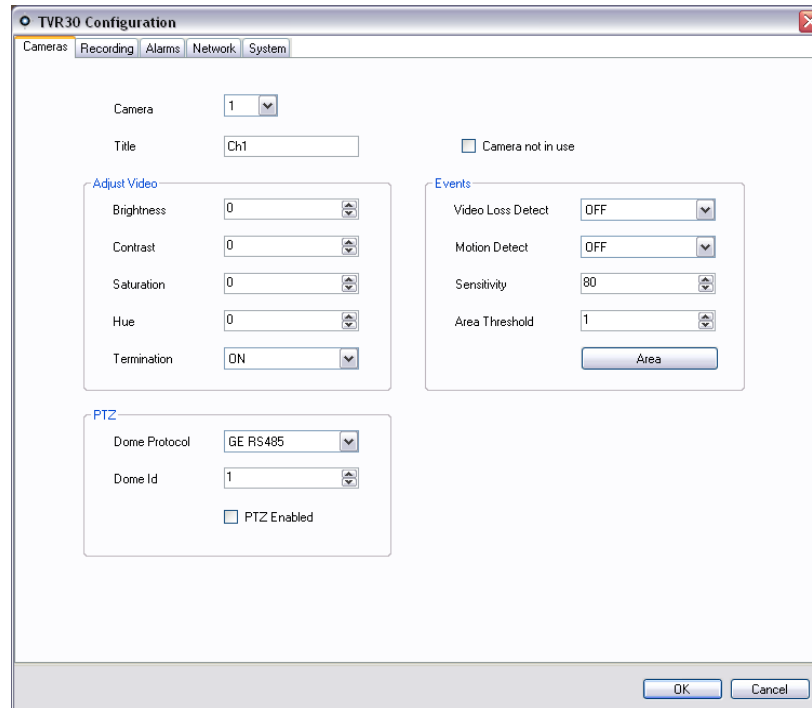 TVR30 Configuration
Cameras Recording Alarms Network System
Camera 1
Title Ch1 Camera not in use
Adjust Video
Brightness 0
Contrast 0
Saturation 0
Hue 0
Termination ON
Events
Video Loss Detect OFF
Motion Detect OFF
Sensitivity 80
Area Threshold 1
Area
PTZ
Dome Protocol GE RS485
Dome Id 1
PTZ Enabled
OK Cancel